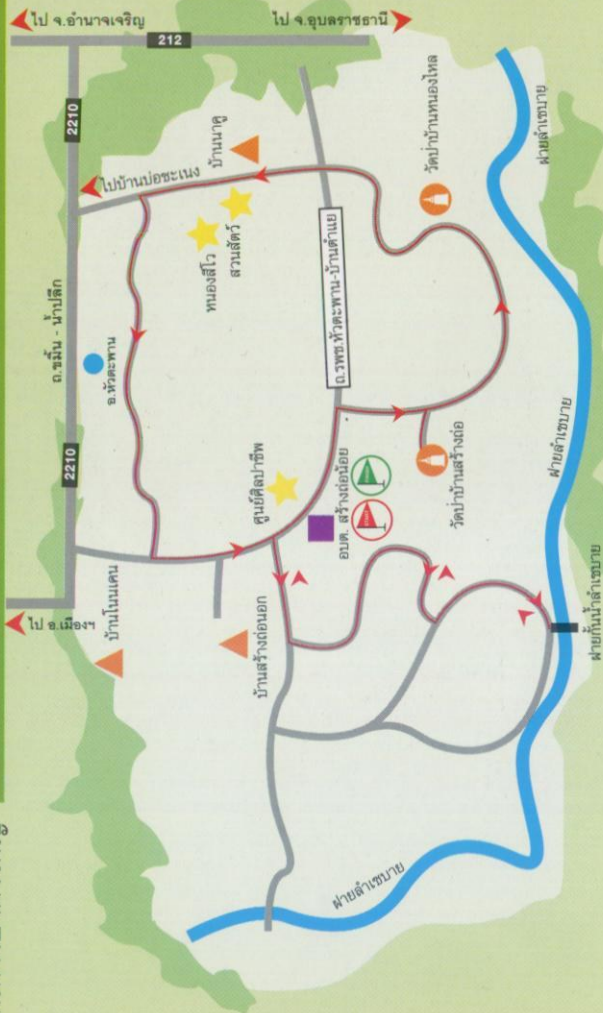 ไป จ.อำนาจเจริญ
ไป จ.อุบลราชธานี
212
2210
ถ.ขมิ้น - น้ำปลีก
2210
ไป อ.เมืองฯ
ไปบ้านบ่อชะเนง
บ้านนาคู
อ.หัวตะพาน
หนองสีโว
สวนสัตว์
บ้านโนนเคน
ศูนย์ศิลปาชีพ
บ้านสร้างถ่อนอก
อบต. สร้างถ่อน้อย
ถ.รพช.หัวตะพาน-บ้านตำแย
วัดป่าบ้านหนองไหล
วัดป่าบ้านสร้างถ่อ
ฝายลำเซบาย
ฝายลำเซบาย
ฝายลำเซบาย
ฝายกั้นน้ำลำเซบาย